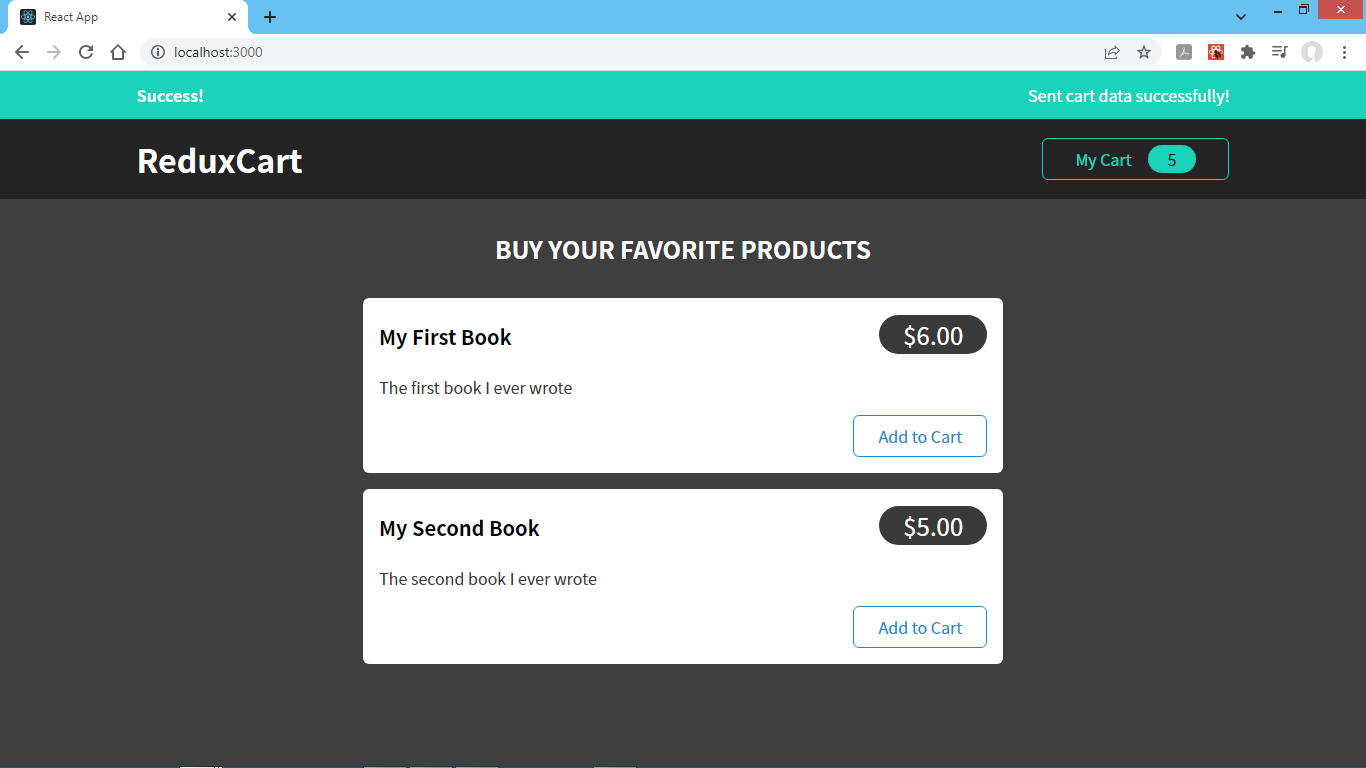 React App
localhost:3000
Success! Sent cart data successfully!
ReduxCart My Cart 5
BUY YOUR FAVORITE PRODUCTS
My First Book $6.00
The first book I ever wrote
Add to Cart
My Second Book $5.00
The second book I ever wrote
Add to Cart